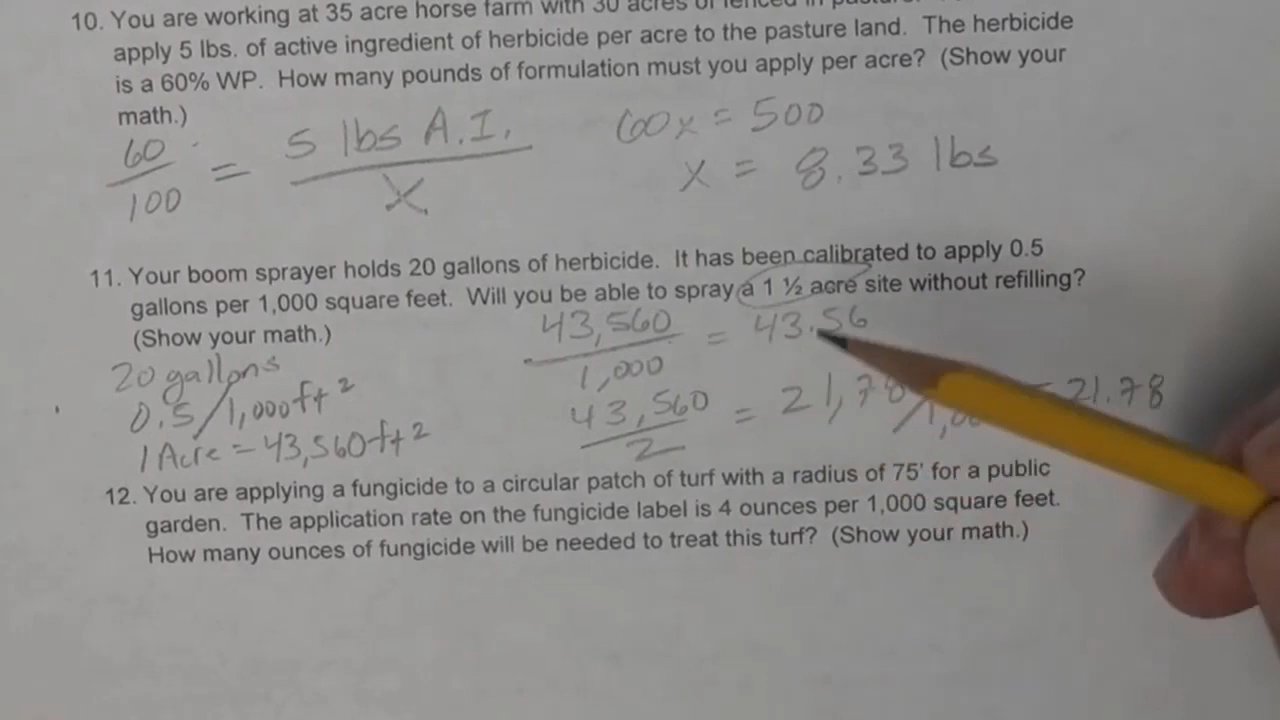 10. You are working at 35 acre horse farm with 30 acres of fenced in pasture.
apply 5 lbs. of active ingredient of herbicide per acre to the pasture land. The herbicide
is a 60% WP. How many pounds of formulation must you apply per acre? (Show your
math.)
60/100 = 5 lbs A.I./X
60x = 500
x = 8.33 lbs
11. Your boom sprayer holds 20 gallons of herbicide. It has been calibrated to apply 0.5
gallons per 1,000 square feet. Will you be able to spray a 1 ½ acre site without refilling?
(Show your math.)
43,560/1,000 = 43.56
20 gallons
0.5/1,000ft²
43,560/2 = 21,78 = 21.78
1 Acre = 43,560ft²
12. You are applying a fungicide to a circular patch of turf with a radius of 75' for a public
garden. The application rate on the fungicide label is 4 ounces per 1,000 square feet.
How many ounces of fungicide will be needed to treat this turf? (Show your math.)